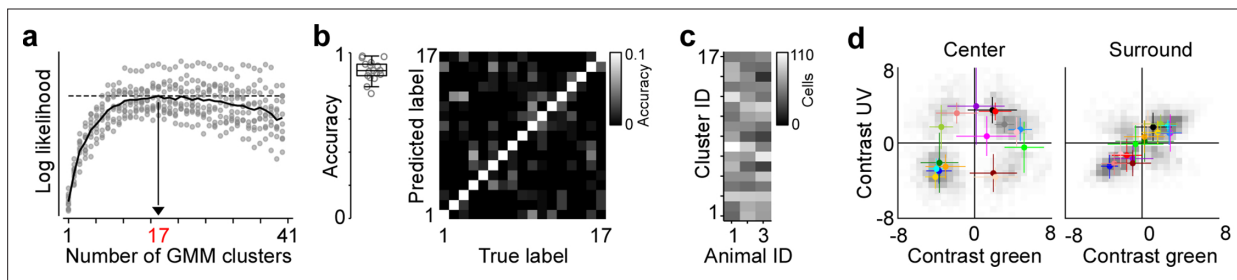 a
Log likelihood
1
17
41
Number of GMM clusters
b
1
Accuracy
0
17
Predicted label
1
1
17
True label
0.1
Accuracy
0
c
17
Cluster ID
1
1
3
Animal ID
110
Cells
0
d
Center
Surround
8
Contrast UV
0
-8
-8
0
8
Contrast green
-8
0
8
Contrast green